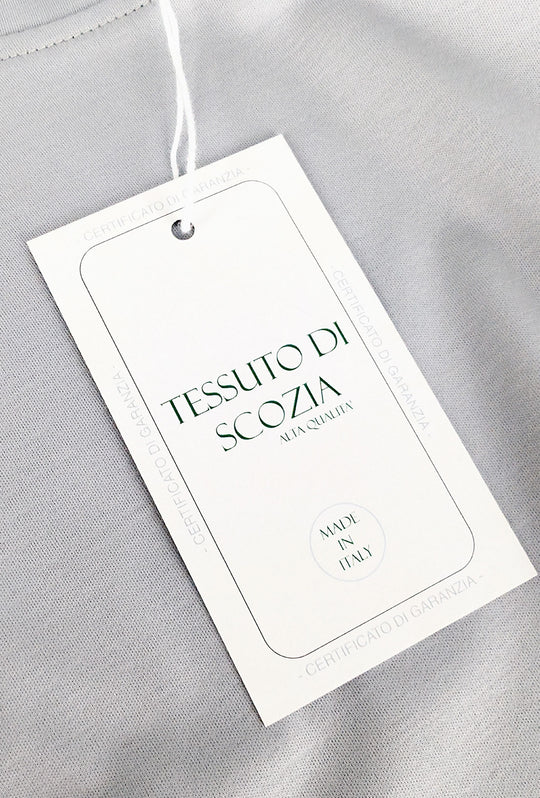 - CERTIFICATO DI GARANZIA -
TESSUTO DI
SCOZIA
ALTA QUALITA'
MADE
IN
ITALY
- CERTIFICATO DI GARANZIA -
- CERTIFICATO DI GARANZIA -
- CERTIFICATO DI GARANZIA -